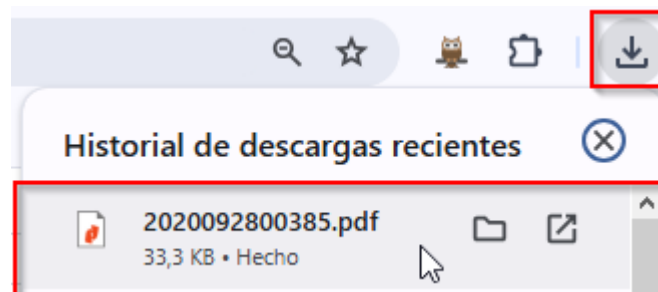 Historial de descargas recientes
2020092800385.pdf
33,3 KB • Hecho